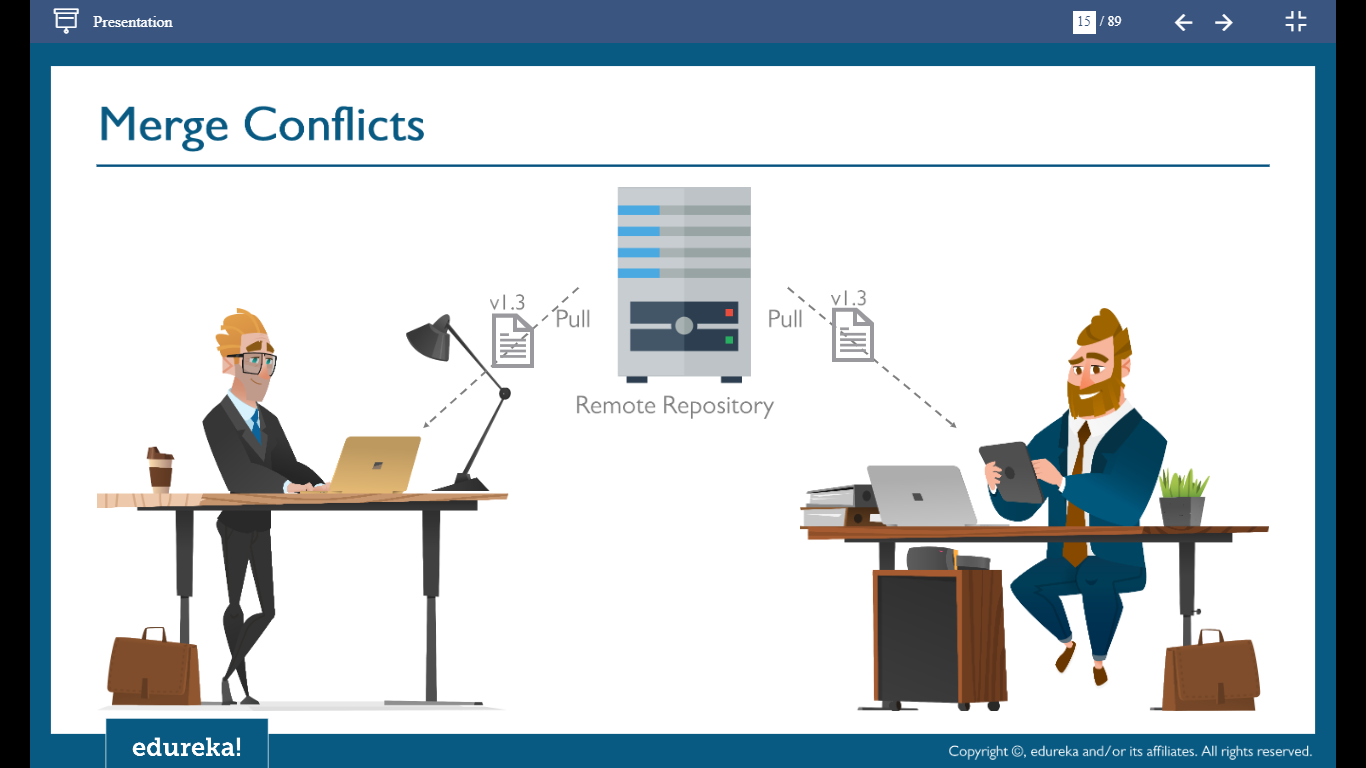 Presentation
15 / 89
Merge Conflicts
v1.3
Pull
Pull
v1.3
Remote Repository
edureka!
Copyright ©, edureka and/or its affiliates. All rights reserved.